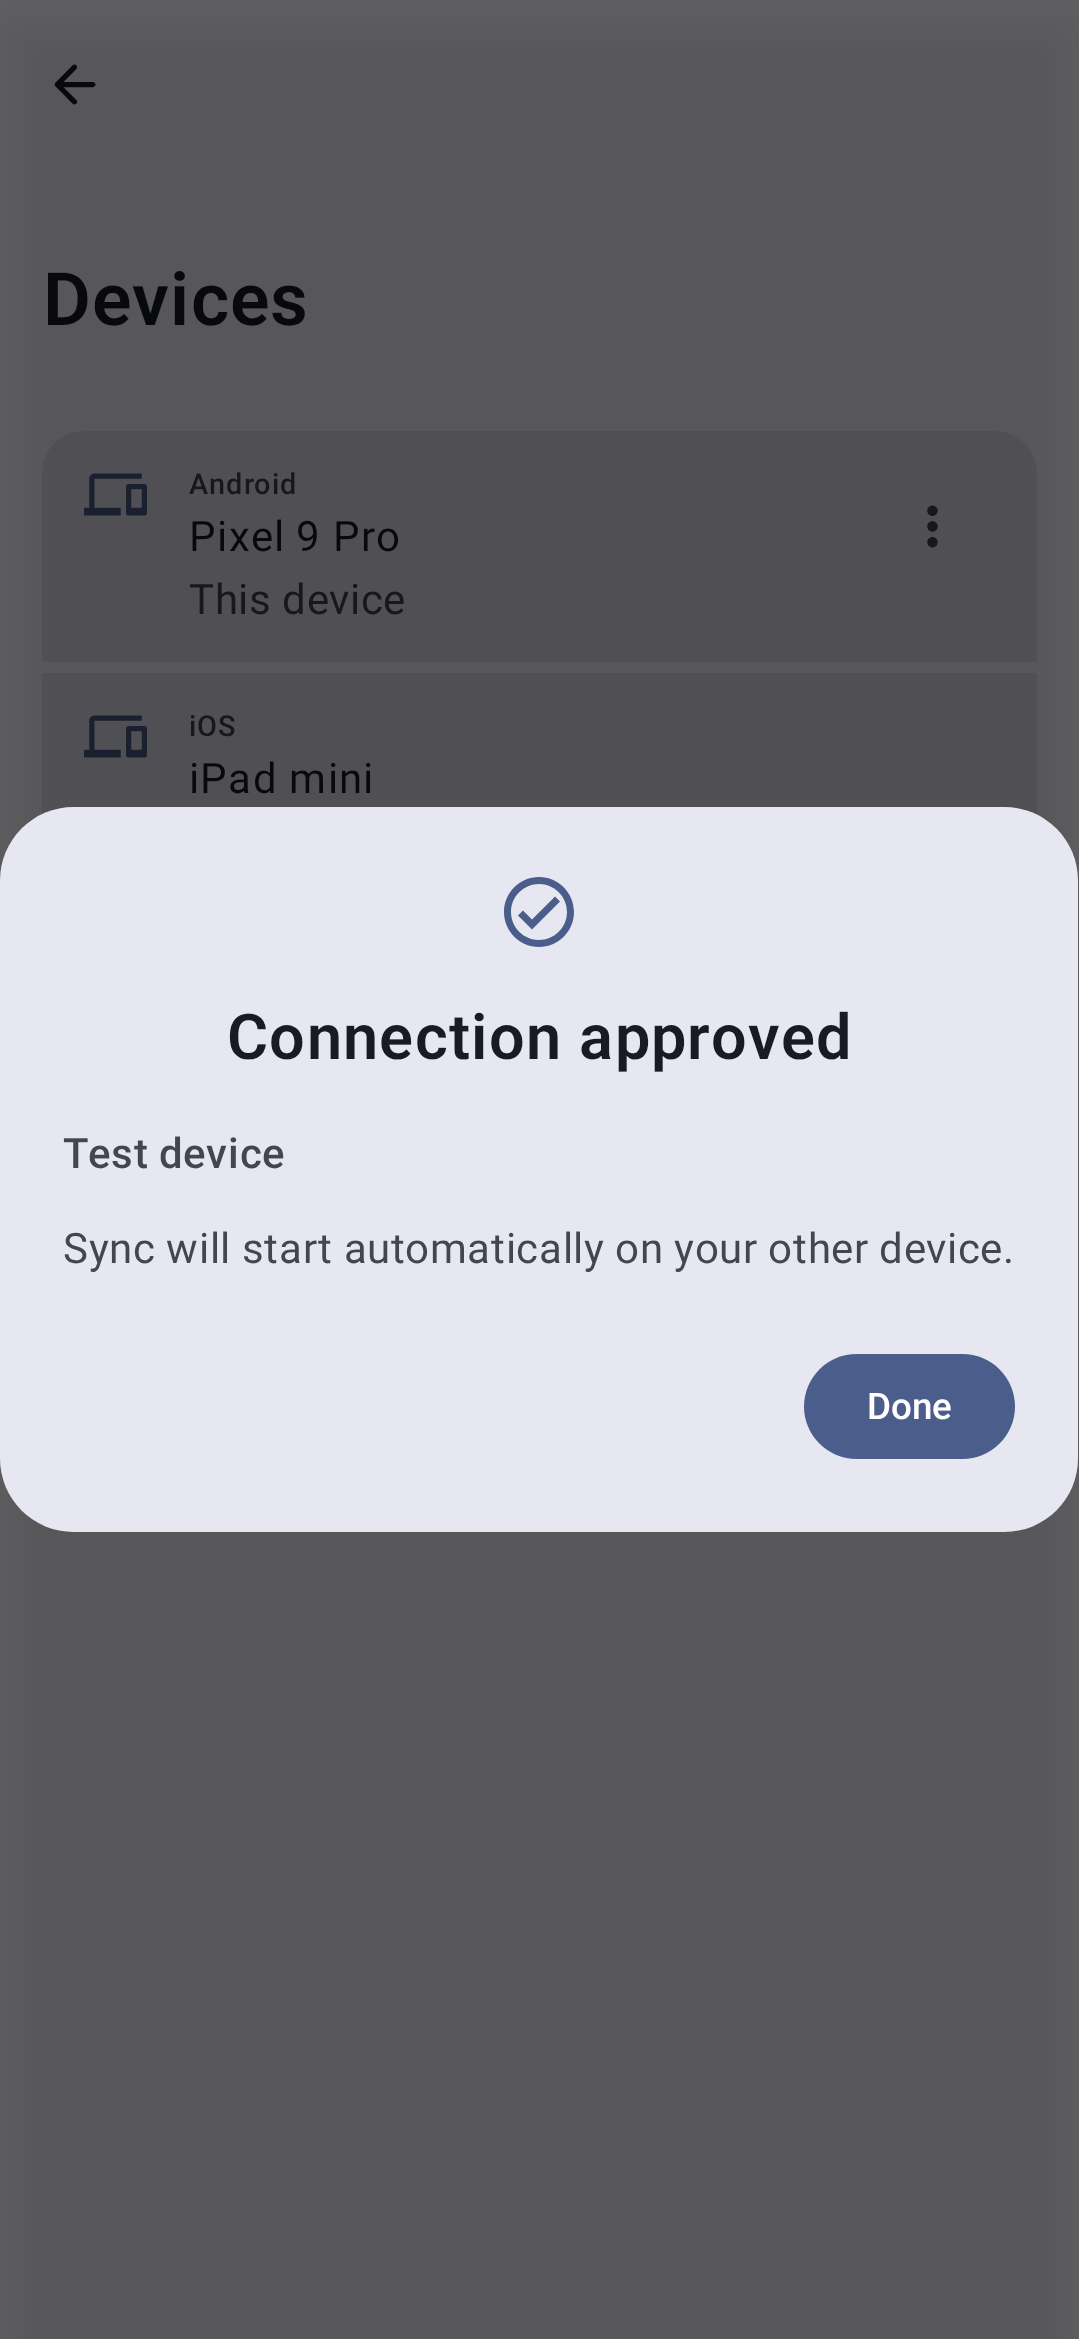 Devices
Android
Pixel 9 Pro
This device
iOS
iPad mini
Connection approved
Test device
Sync will start automatically on your other device.
Done